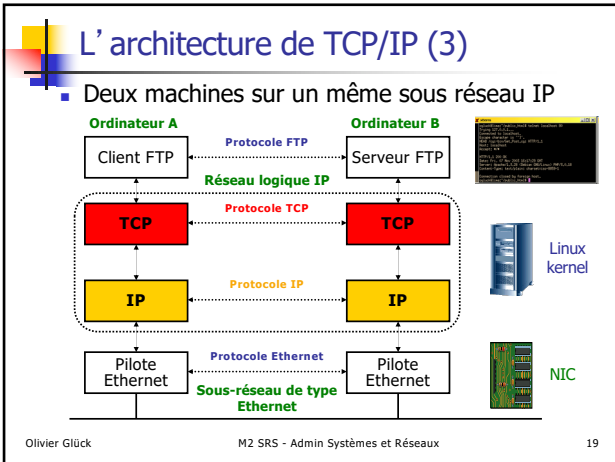 L'architecture de TCP/IP (3)
Deux machines sur un même sous réseau IP
Ordinateur A
Ordinateur B
Client FTP
Protocole FTP
Serveur FTP
Réseau logique IP
TCP
Protocole TCP
TCP
Linux
kernel
IP
Protocole IP
IP
Pilote
Ethernet
Protocole Ethernet
Pilote
Ethernet
Sous-réseau de type
Ethernet
NIC
Olivier Glück
M2 SRS - Admin Systèmes et Réseaux
19